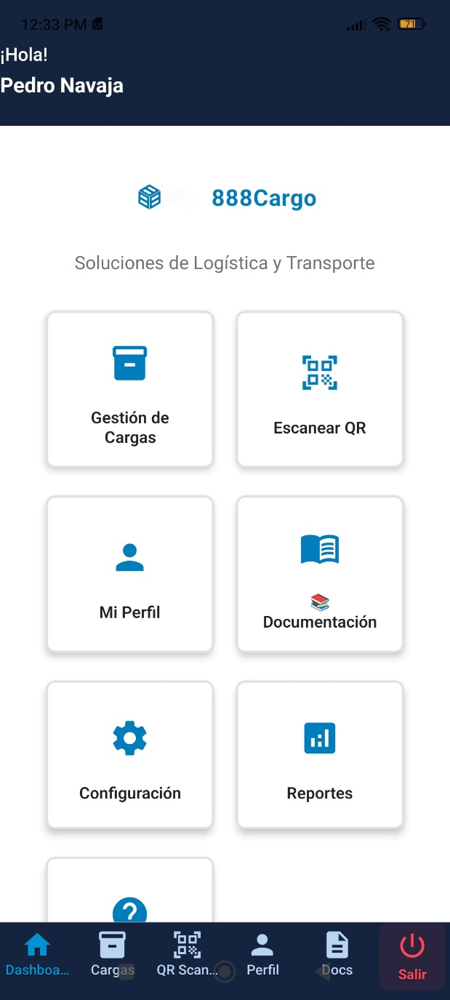 12:33 PM
71
¡Hola!
Pedro Navaja
888Cargo
Soluciones de Logística y Transporte
Gestión de
Cargas
Escanear QR
Mi Perfil
📚
Documentación
Configuración
Reportes
Dashboa...
Cargas
QR Scan...
Perfil
Docs
Salir